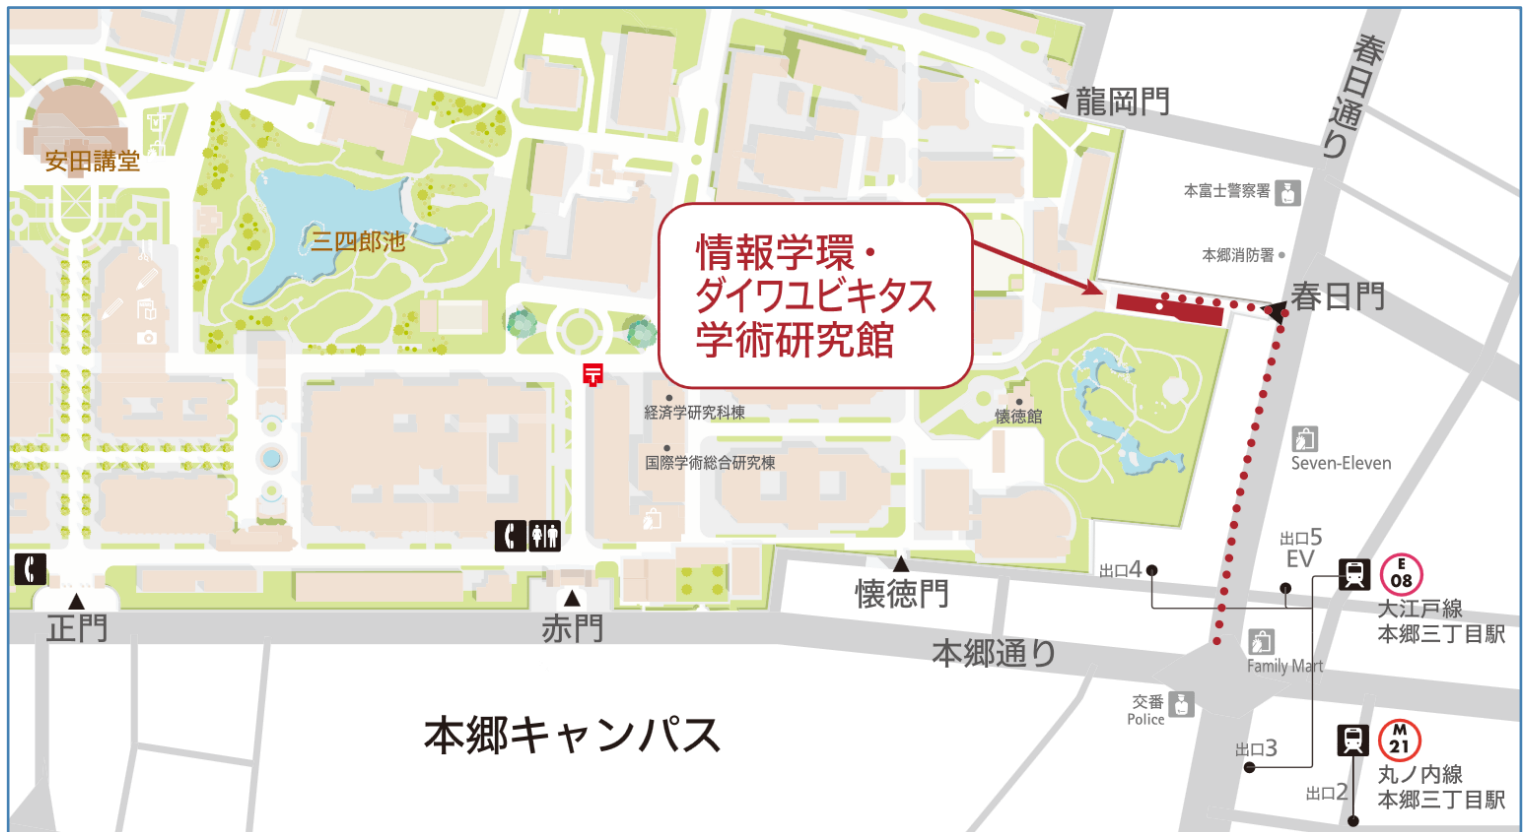 春日通り
龍岡門
安田講堂
本富士警察署
三四郎池
情報学環・
ダイワユビキタス
学術研究館
本郷消防署
春日門
経済学研究科棟
懐徳館
国際学術総合研究棟
Seven-Eleven
出口5
EV
出口4
E
08
大江戸線
本郷三丁目駅
懐徳門
正門
赤門
本郷通り
Family Mart
交番
Police
本郷キャンパス
出口3
M
21
丸ノ内線
本郷三丁目駅
出口2